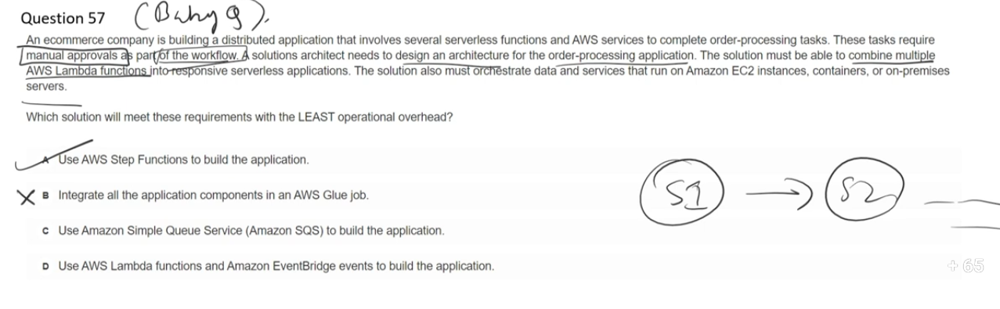 Question 57 (Baby q).
An ecommerce company is building a distributed application that involves several serverless functions and AWS services to complete order-processing tasks. These tasks require
manual approvals as part of the workflow. A solutions architect needs to design an architecture for the order-processing application. The solution must be able to combine multiple
AWS Lambda functions into responsive serverless applications. The solution also must orchestrate data and services that run on Amazon EC2 instances, containers, or on-premises
servers.
Which solution will meet these requirements with the LEAST operational overhead?
A Use AWS Step Functions to build the application.
B Integrate all the application components in an AWS Glue job.
C Use Amazon Simple Queue Service (Amazon SQS) to build the application.
D Use AWS Lambda functions and Amazon EventBridge events to build the application.
S1 → S2
+ 65